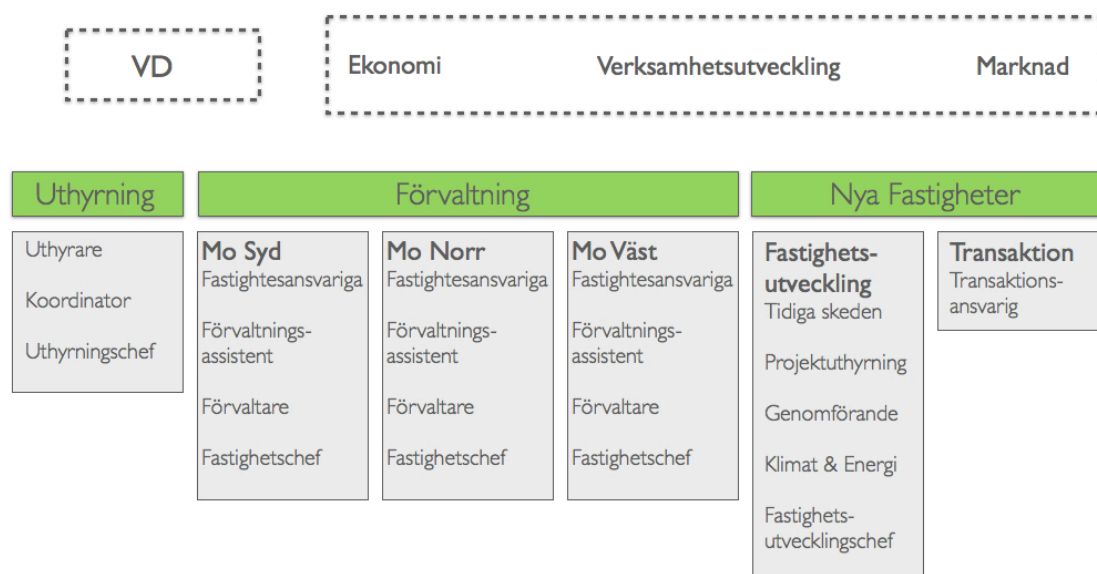 VD
Ekonomi
Verksamhetsutveckling
Marknad
Uthyrning
Förvaltning
Nya Fastigheter
Uthyrare
Koordinator
Uthyrningschef
Mo Syd
Fastightesansvariga
Förvaltnings-
assistent
Förvaltare
Fastighetschef
Mo Norr
Fastightesansvariga
Förvaltnings-
assistent
Förvaltare
Fastighetschef
Mo Väst
Fastightesansvariga
Förvaltnings-
assistent
Förvaltare
Fastighetschef
Fastighets-
utveckling
Tidiga skeden
Projektuthyrning
Genomförande
Klimat & Energi
Fastighets-
utvecklingschef
Transaktion
Transaktions-
ansvarig